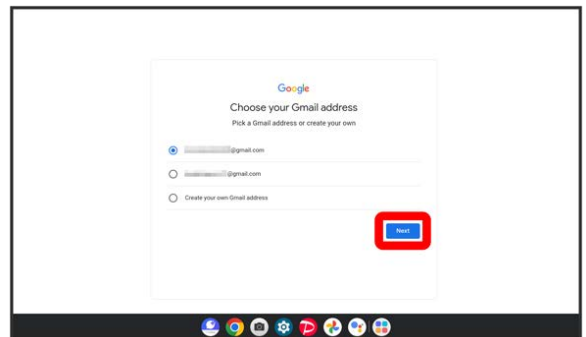 Google
Choose your Gmail address
Pick a Gmail address or create your own
@gmail.com
@gmail.com
Create your own Gmail address
Next